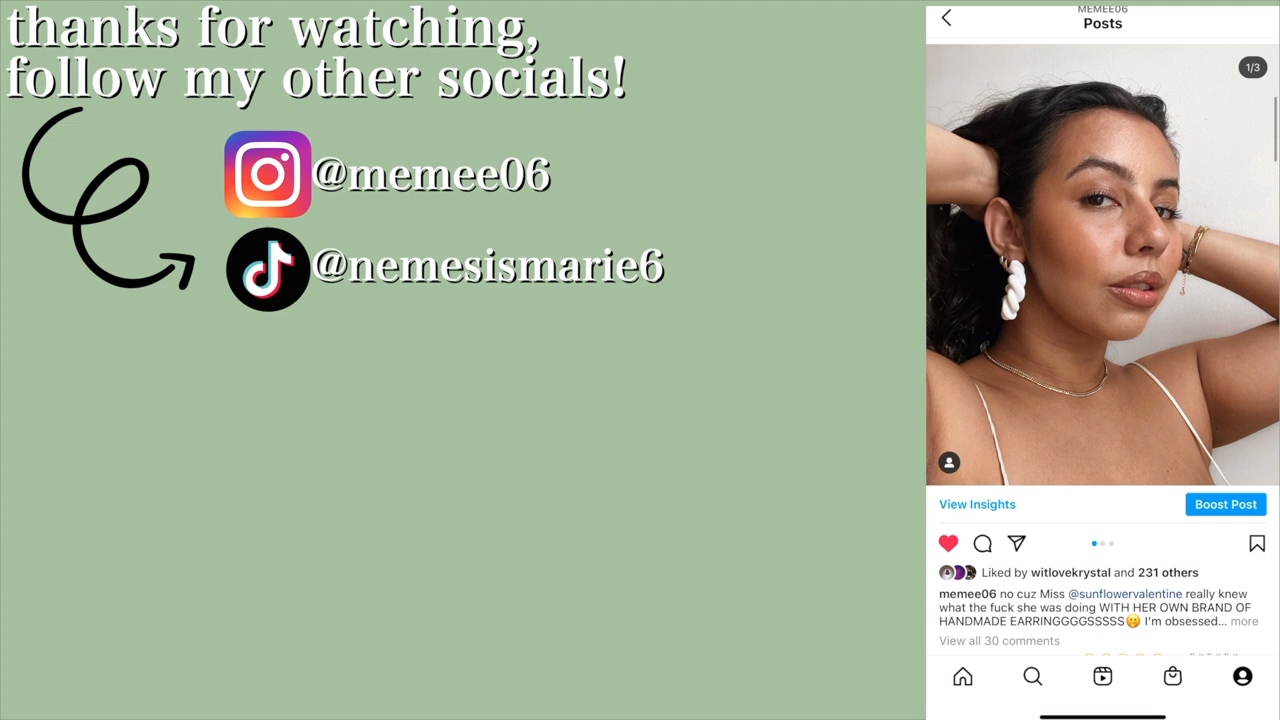 thanks for watching,
follow my other socials!
@memee06
@nemesismarie6
MEMEE06
Posts
1/3
View Insights
Boost Post
Liked by witlovekrystal and 231 others
memee06 no cuz Miss @sunflowervalentine really knew
what the fuck she was doing WITH HER OWN BRAND OF
HANDMADE EARRINGGGGSSSSS🤭 I'm obsessed... more
View all 30 comments